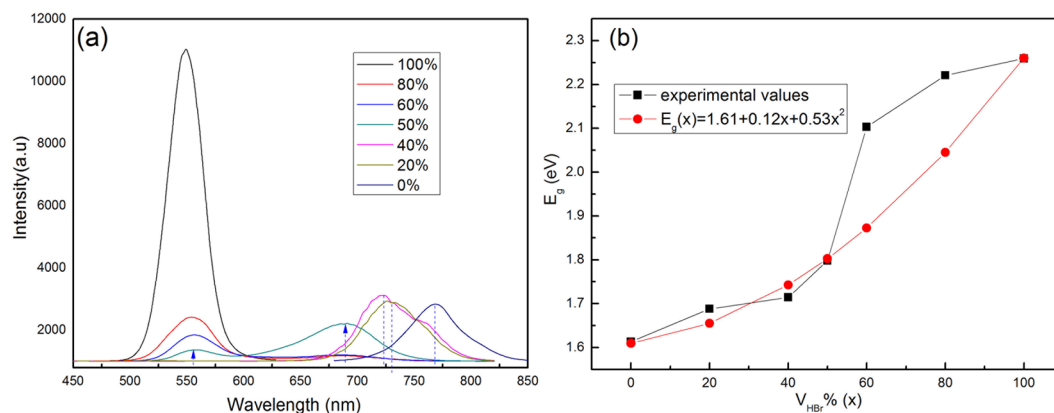 (a)
12000
10000
8000
6000
4000
2000
Intensity(a.u)
100%
80%
60%
50%
40%
20%
0%
450 500 550 600 650 700 750 800 850
Wavelength (nm)
(b)
2.3
2.2
2.1
2.0
1.9
1.8
1.7
1.6
E_g (eV)
experimental values
E_g(x)=1.61+0.12x+0.53x²
0 20 40 60 80 100
V_HBr% (x)